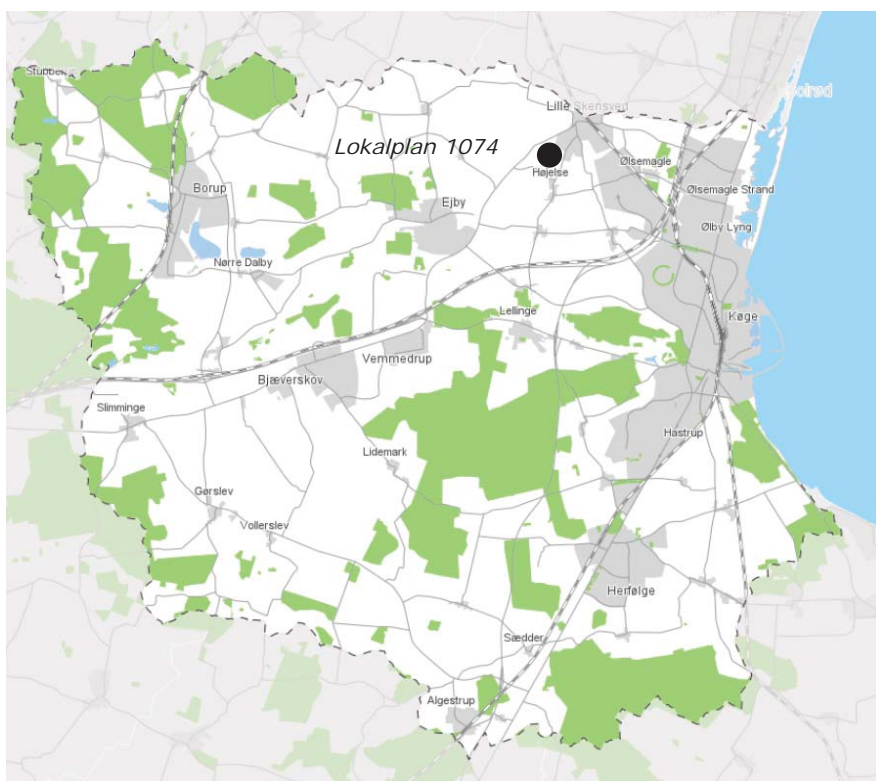 Solrød
Stubberup
Lille Skensved
Lokalplan 1074
Højelse
Ølsemagle
Borup
Ølsemagle Strand
Ejby
Ølby Lyng
Nørre Dalby
Lellinge
Køge
Vemmedrup
Bjæverskov
Slimminge
Hastrup
Lidemark
Gørslev
Vollerslev
Herfølge
Sædder
Algestrup